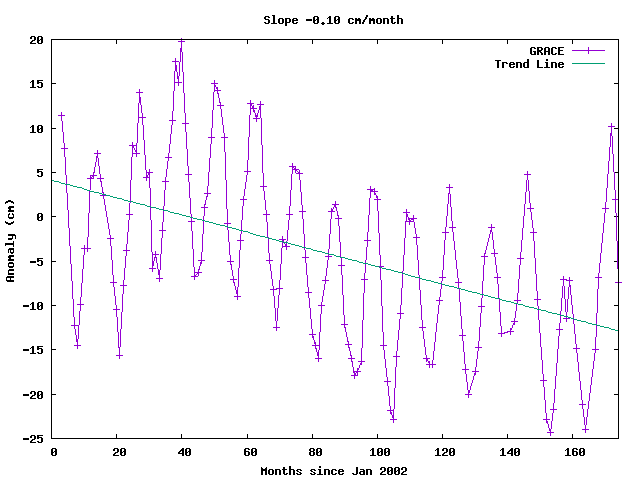 Slope -0.10 cm/month
GRACE
Trend Line
20
15
10
5
0
-5
-10
-15
-20
-25
Anomaly (cm)
0 20 40 60 80 100 120 140 160
Months since Jan 2002